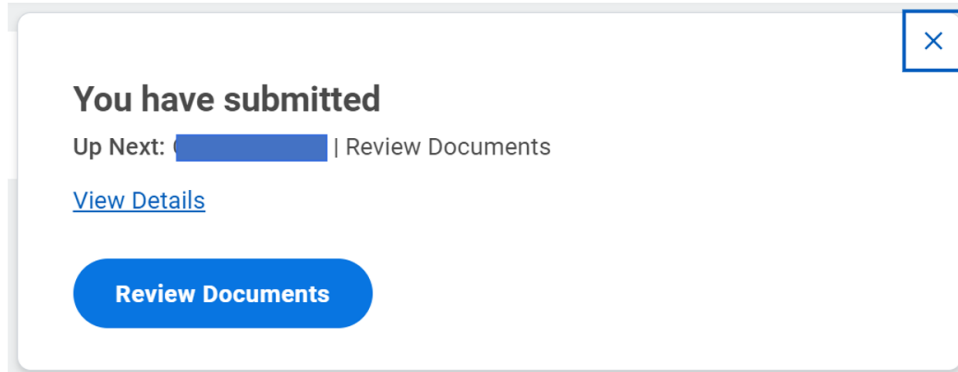 You have submitted
Up Next: | Review Documents
View Details
Review Documents